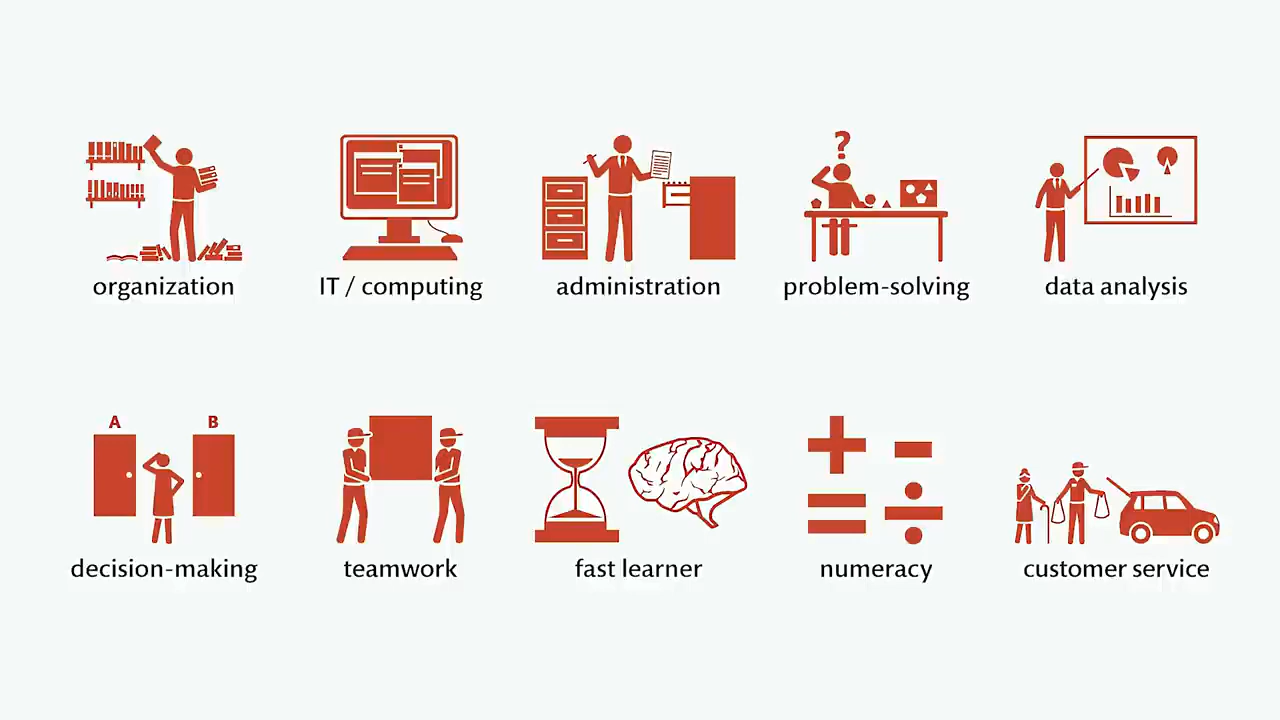 ?
organization
IT / computing
administration
problem-solving
data analysis
A
B
decision-making
teamwork
fast learner
numeracy
customer service